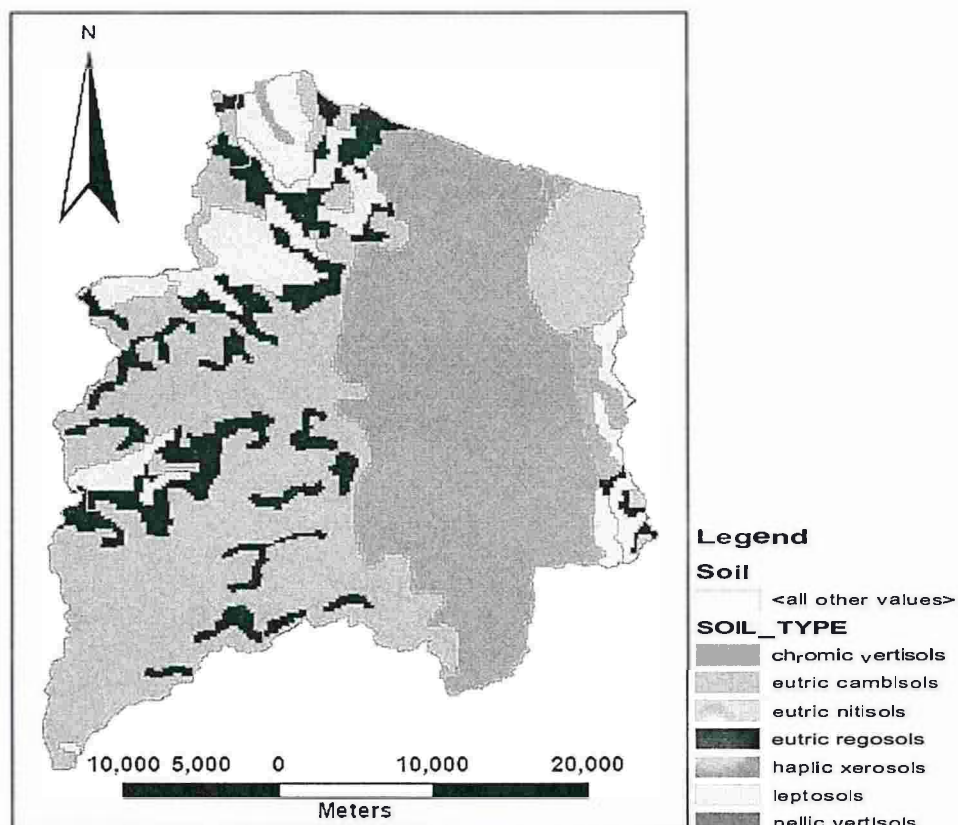 N
10,000 5,000 0 10,000 20,000
Meters
Legend
Soil
<all other values>
SOIL_TYPE
chromic vertisols
eutric cambisols
eutric nitisols
eutric regosols
haplic xerosols
leptosols
pellic vertisols